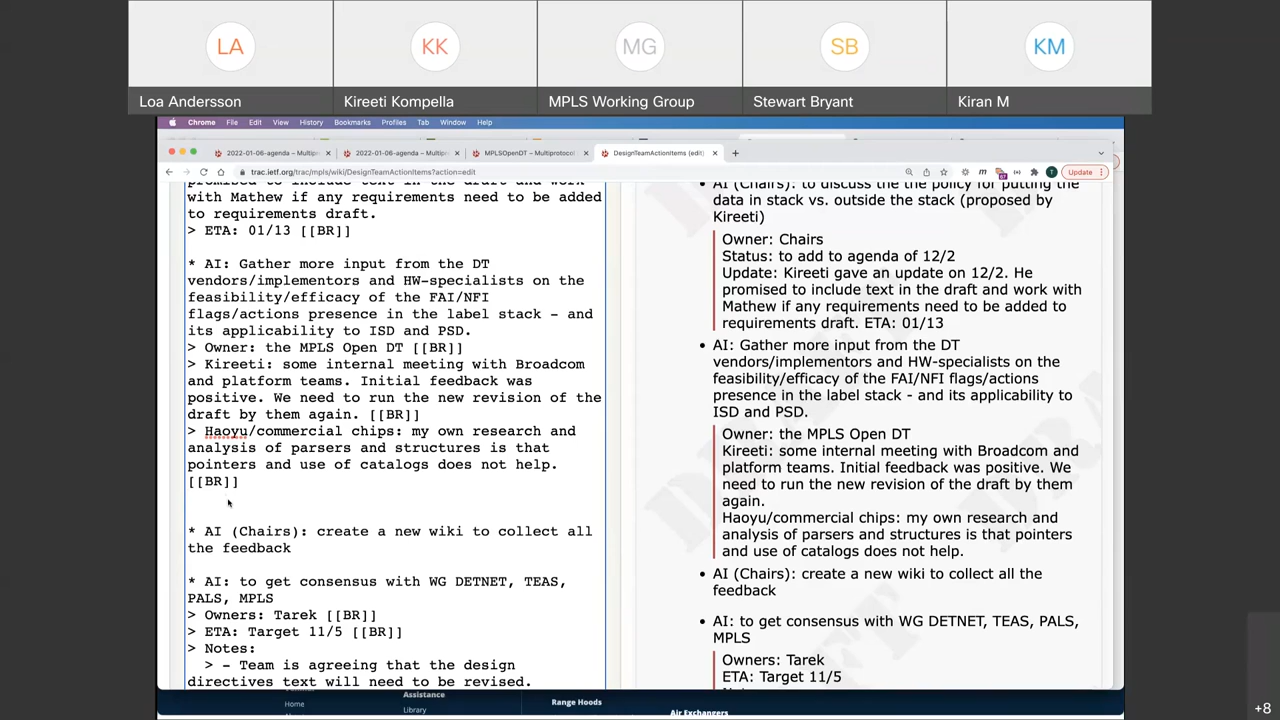 LA
KK
MG
SB
KM
Loa Andersson
Kireeti Kompella
MPLS Working Group
Stewart Bryant
Kiran M
Chrome File Edit View History Bookmarks Profiles Tab Window Help
2022-01-06-agenda – Multipro
2022-01-06-agenda – Multipro
MPLSOpenDT – Multiprotocol
DesignTeamActionItems (edit)
trac.ietf.org/trac/mpls/wiki/DesignTeamActionItems?action=edit
Update
promised to include text in the draft and work
with Mathew if any requirements need to be added
to requirements draft.
> ETA: 01/13 [[BR]]
* AI: Gather more input from the DT
vendors/implementors and HW-specialists on the
feasibility/efficacy of the FAI/NFI
flags/actions presence in the label stack - and
its applicability to ISD and PSD.
> Owner: the MPLS Open DT [[BR]]
> Kireeti: some internal meeting with Broadcom
and platform teams. Initial feedback was
positive. We need to run the new revision of the
draft by them again. [[BR]]
> Haoyu/commercial chips: my own research and
analysis of parsers and structures is that
pointers and use of catalogs does not help.
[[BR]]
* AI (Chairs): create a new wiki to collect all
the feedback
* AI: to get consensus with WG DETNET, TEAS,
PALS, MPLS
> Owners: Tarek [[BR]]
> ETA: Target 11/5 [[BR]]
> Notes:
> - Team is agreeing that the design
directives text will need to be revised.
• AI (Chairs): to discuss the the policy for putting the
data in stack vs. outside the stack (proposed by
Kireeti)
Owner: Chairs
Status: to add to agenda of 12/2
Update: Kireeti gave an update on 12/2. He
promised to include text in the draft and work with
Mathew if any requirements need to be added to
requirements draft. ETA: 01/13
• AI: Gather more input from the DT
vendors/implementors and HW-specialists on the
feasibility/efficacy of the FAI/NFI flags/actions
presence in the label stack - and its applicability to
ISD and PSD.
Owner: the MPLS Open DT
Kireeti: some internal meeting with Broadcom and
platform teams. Initial feedback was positive. We
need to run the new revision of the draft by them
again.
Haoyu/commercial chips: my own research and
analysis of parsers and structures is that pointers
and use of catalogs does not help.
• AI (Chairs): create a new wiki to collect all the
feedback
• AI: to get consensus with WG DETNET, TEAS, PALS,
MPLS
Owners: Tarek
ETA: Target 11/5
Home
Assistance
Library
Range Hoods
Air Exchangers
+8